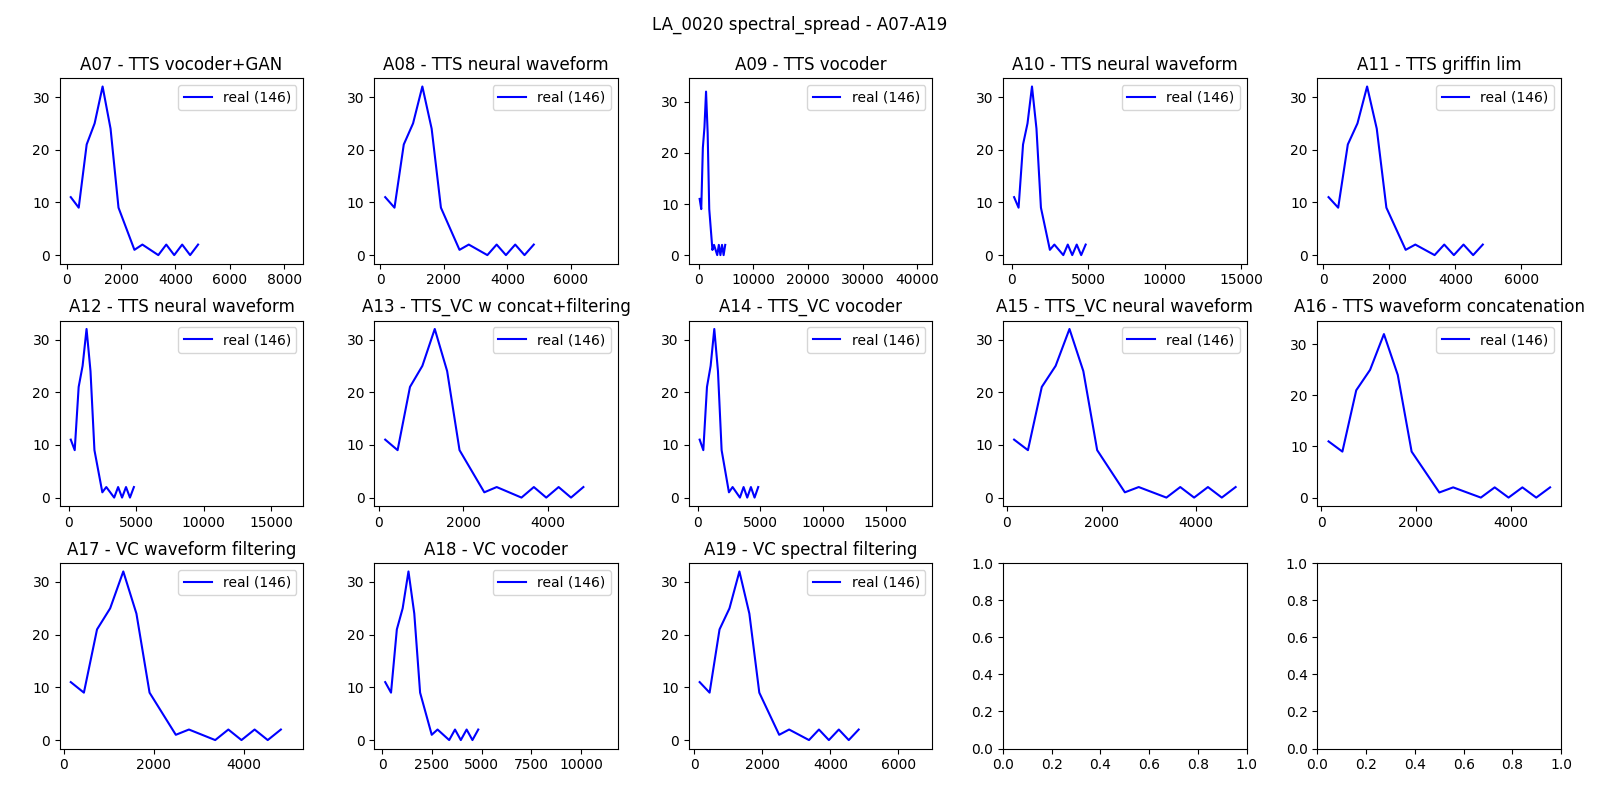 LA_0020 spectral_spread - A07-A19
A07 - TTS vocoder+GAN
A08 - TTS neural waveform
A09 - TTS vocoder
A10 - TTS neural waveform
A11 - TTS griffin lim
real (146)
real (146)
real (146)
real (146)
real (146)
30
20
10
0
30
20
10
0
30
20
10
0
30
20
10
0
30
20
10
0
0 2000 4000 6000 8000
0 2000 4000 6000
0 10000 20000 30000 40000
0 5000 10000 15000
0 2000 4000 6000
A12 - TTS neural waveform
A13 - TTS_VC w concat+filtering
A14 - TTS_VC vocoder
A15 - TTS_VC neural waveform
A16 - TTS waveform concatenation
real (146)
real (146)
real (146)
real (146)
real (146)
30
20
10
0
30
20
10
0
30
20
10
0
30
20
10
0
30
20
10
0
0 5000 10000 15000
0 2000 4000
0 5000 10000 15000
0 2000 4000
0 2000 4000
A17 - VC waveform filtering
A18 - VC vocoder
A19 - VC spectral filtering
real (146)
real (146)
real (146)
30
20
10
0
30
20
10
0
30
20
10
0
1.0
0.8
0.6
0.4
0.2
0.0
1.0
0.8
0.6
0.4
0.2
0.0
0 2000 4000
0 2500 5000 7500 10000
0 2000 4000 6000
0.0 0.2 0.4 0.6 0.8 1.0
0.0 0.2 0.4 0.6 0.8 1.0